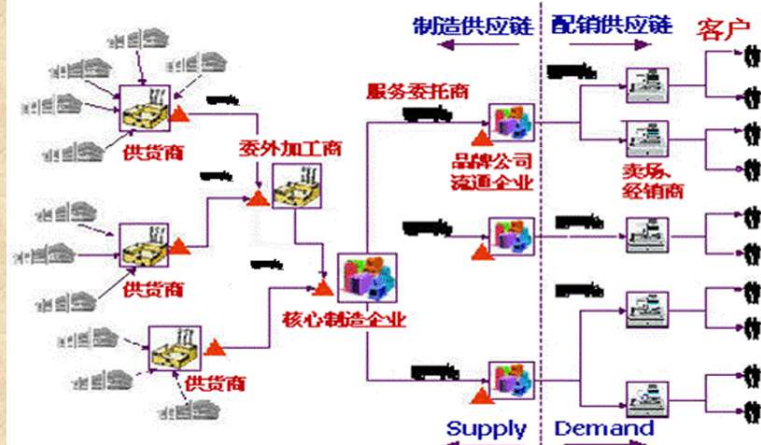 制造供应链
配销供应链
客户
服务委托商
供货商
委外加工商
品牌公司
流通企业
卖场、
经销商
供货商
核心制造企业
供货商
Supply
Demand